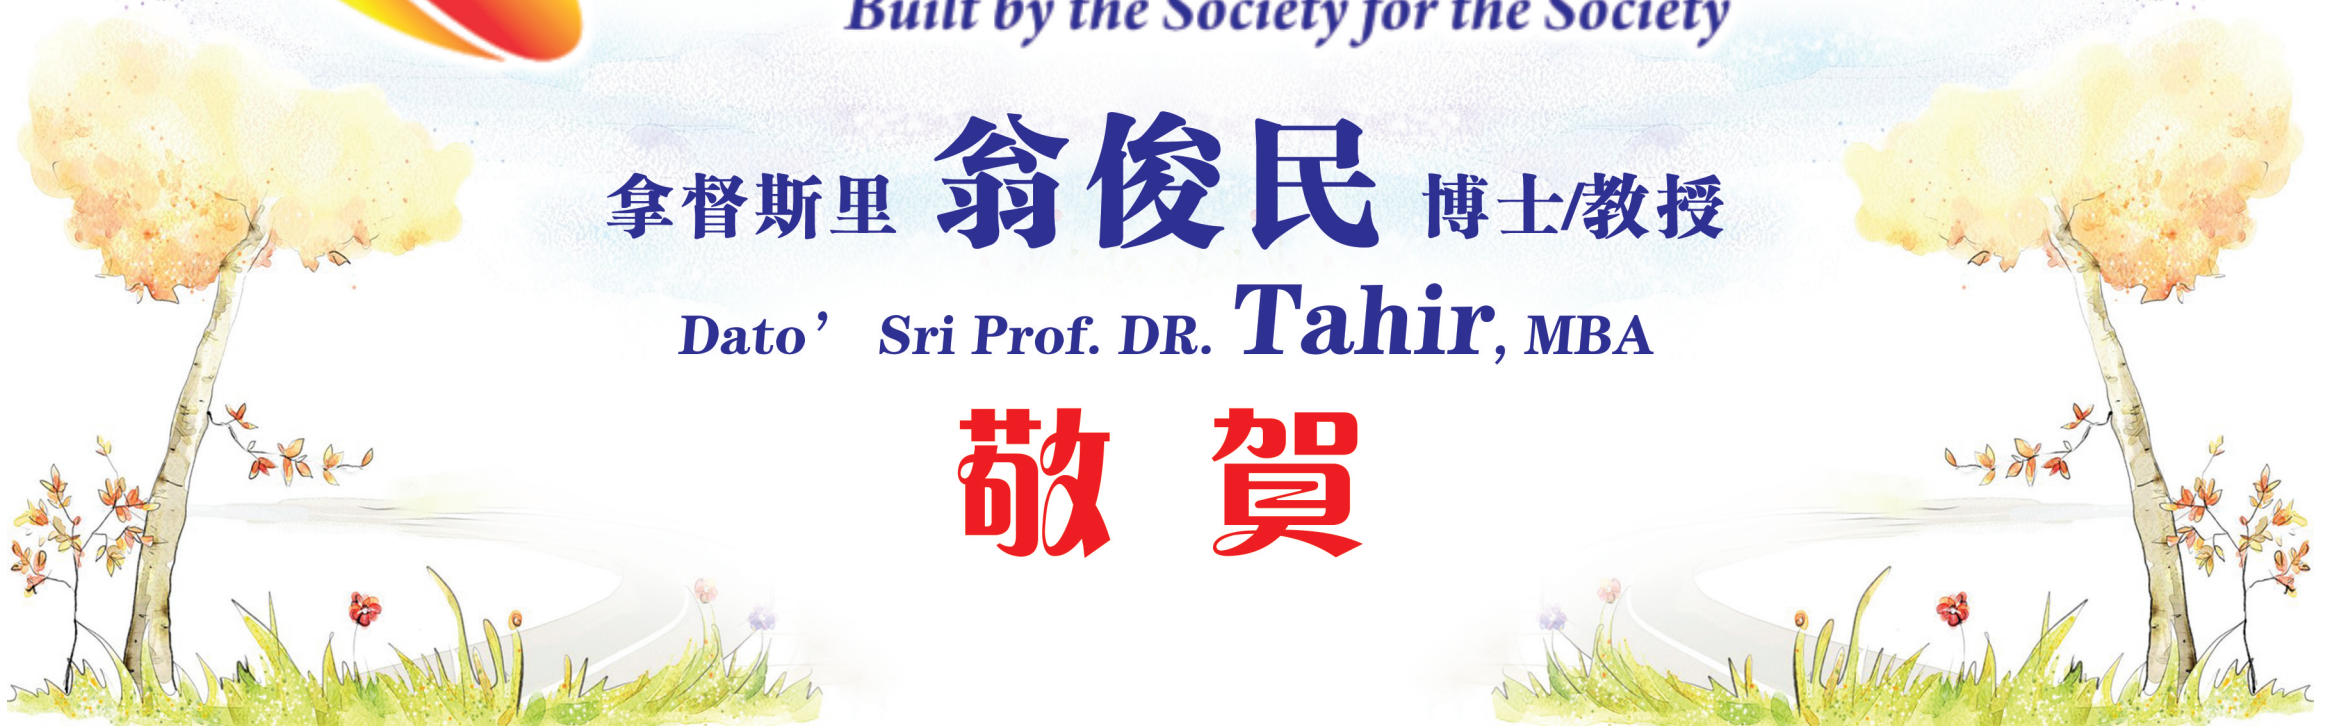 Built by the Society for the Society
拿督斯里 翁俊民 博士/教授
Dato’ Sri Prof. DR. Tahir, MBA
敬 賀